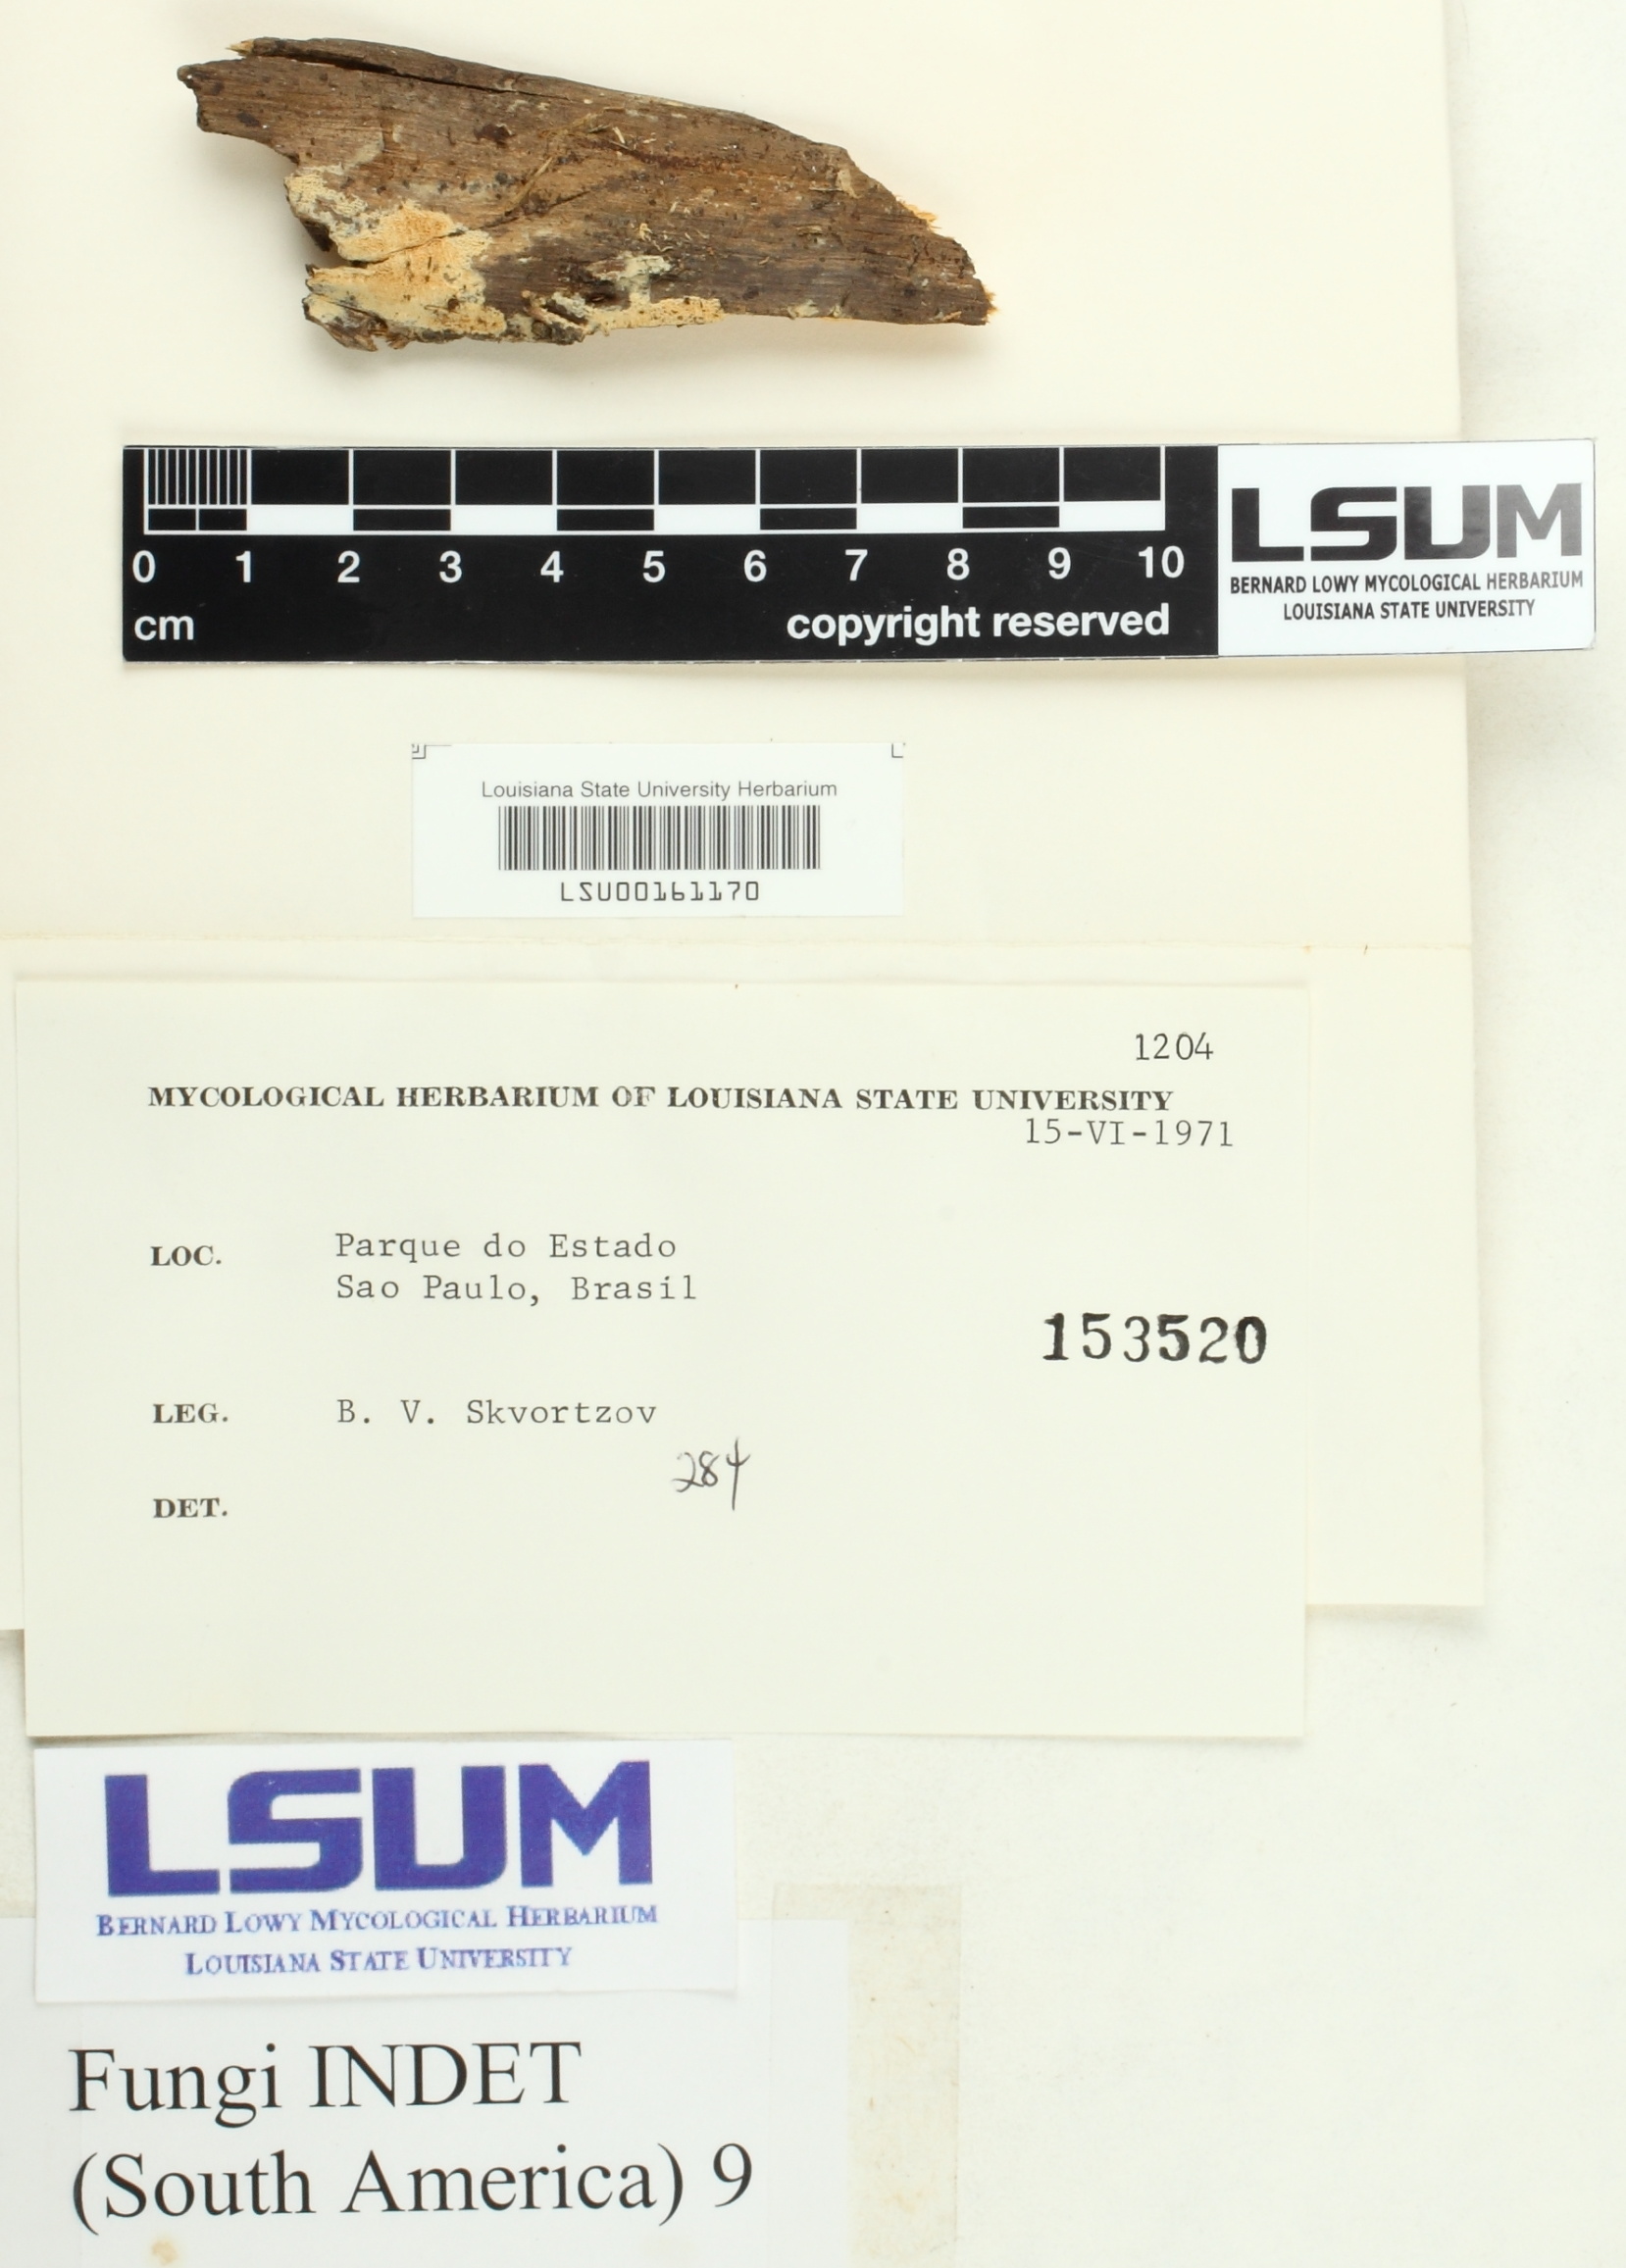 0 1 2 3 4 5 6 7 8 9 10
cm
copyright reserved
LSUM
BERNARD LOWY MYCOLOGICAL HERBARIUM
LOUISIANA STATE UNIVERSITY
Louisiana State University Herbarium
LSU00161170
1204
MYCOLOGICAL HERBARIUM OF LOUISIANA STATE UNIVERSITY
15-VI-1971
LOC. Parque do Estado
Sao Paulo, Brasil
153520
LEG. B. V. Skvortzov
284
DET.
LSUM
BERNARD LOWY MYCOLOGICAL HERBARIUM
LOUISIANA STATE UNIVERSITY
Fungi INDET
(South America) 9